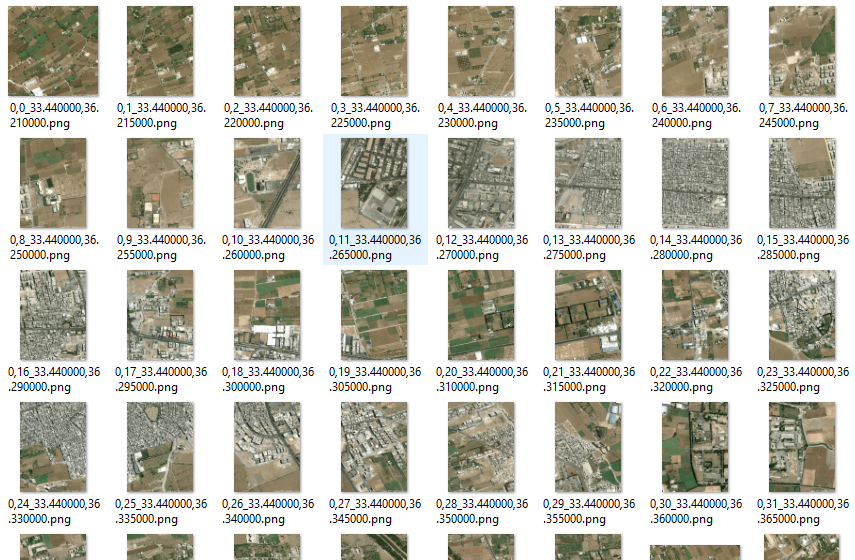 0,0_33.440000,36.
210000.png
0,1_33.440000,36.
215000.png
0,2_33.440000,36.
220000.png
0,3_33.440000,36.
225000.png
0,4_33.440000,36.
230000.png
0,5_33.440000,36.
235000.png
0,6_33.440000,36.
240000.png
0,7_33.440000,36.
245000.png
0,8_33.440000,36.
250000.png
0,9_33.440000,36.
255000.png
0,10_33.440000,36
.260000.png
0,11_33.440000,36
.265000.png
0,12_33.440000,36
.270000.png
0,13_33.440000,36
.275000.png
0,14_33.440000,36
.280000.png
0,15_33.440000,36
.285000.png
0,16_33.440000,36
.290000.png
0,17_33.440000,36
.295000.png
0,18_33.440000,36
.300000.png
0,19_33.440000,36
.305000.png
0,20_33.440000,36
.310000.png
0,21_33.440000,36
.315000.png
0,22_33.440000,36
.320000.png
0,23_33.440000,36
.325000.png
0,24_33.440000,36
.330000.png
0,25_33.440000,36
.335000.png
0,26_33.440000,36
.340000.png
0,27_33.440000,36
.345000.png
0,28_33.440000,36
.350000.png
0,29_33.440000,36
.355000.png
0,30_33.440000,36
.360000.png
0,31_33.440000,36
.365000.png